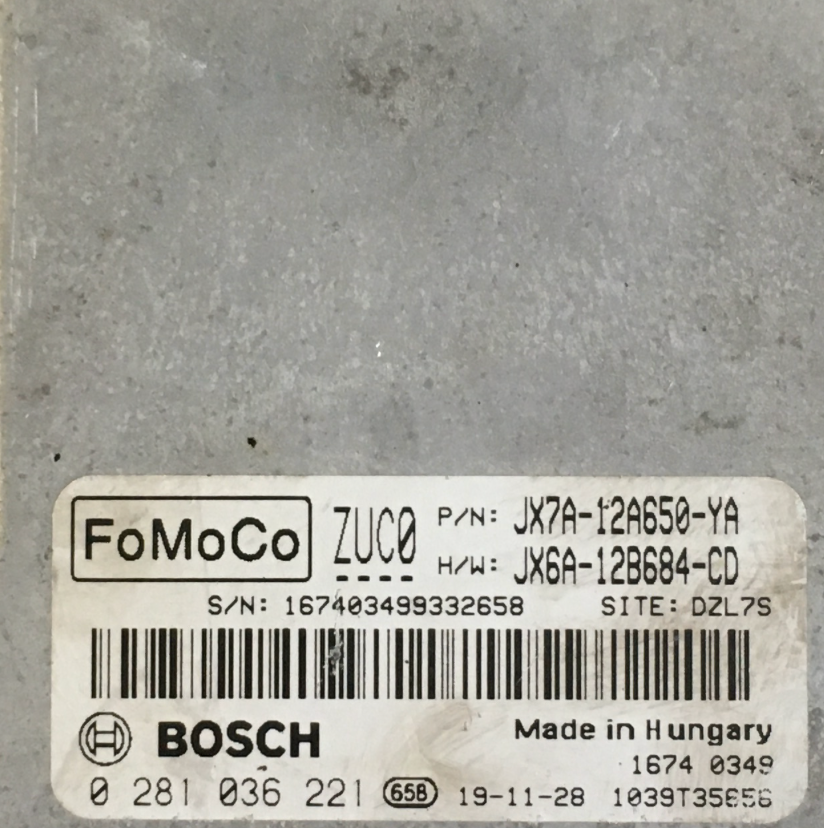 FoMoCo ZUC0 P/N: JX7A-12A650-YA
H/W: JX6A-12B684-CD
S/N: 167403499332658 SITE: DZL7S
BOSCH Made in Hungary
1674 0349
0 281 036 221 65B 19-11-28 1039T35656